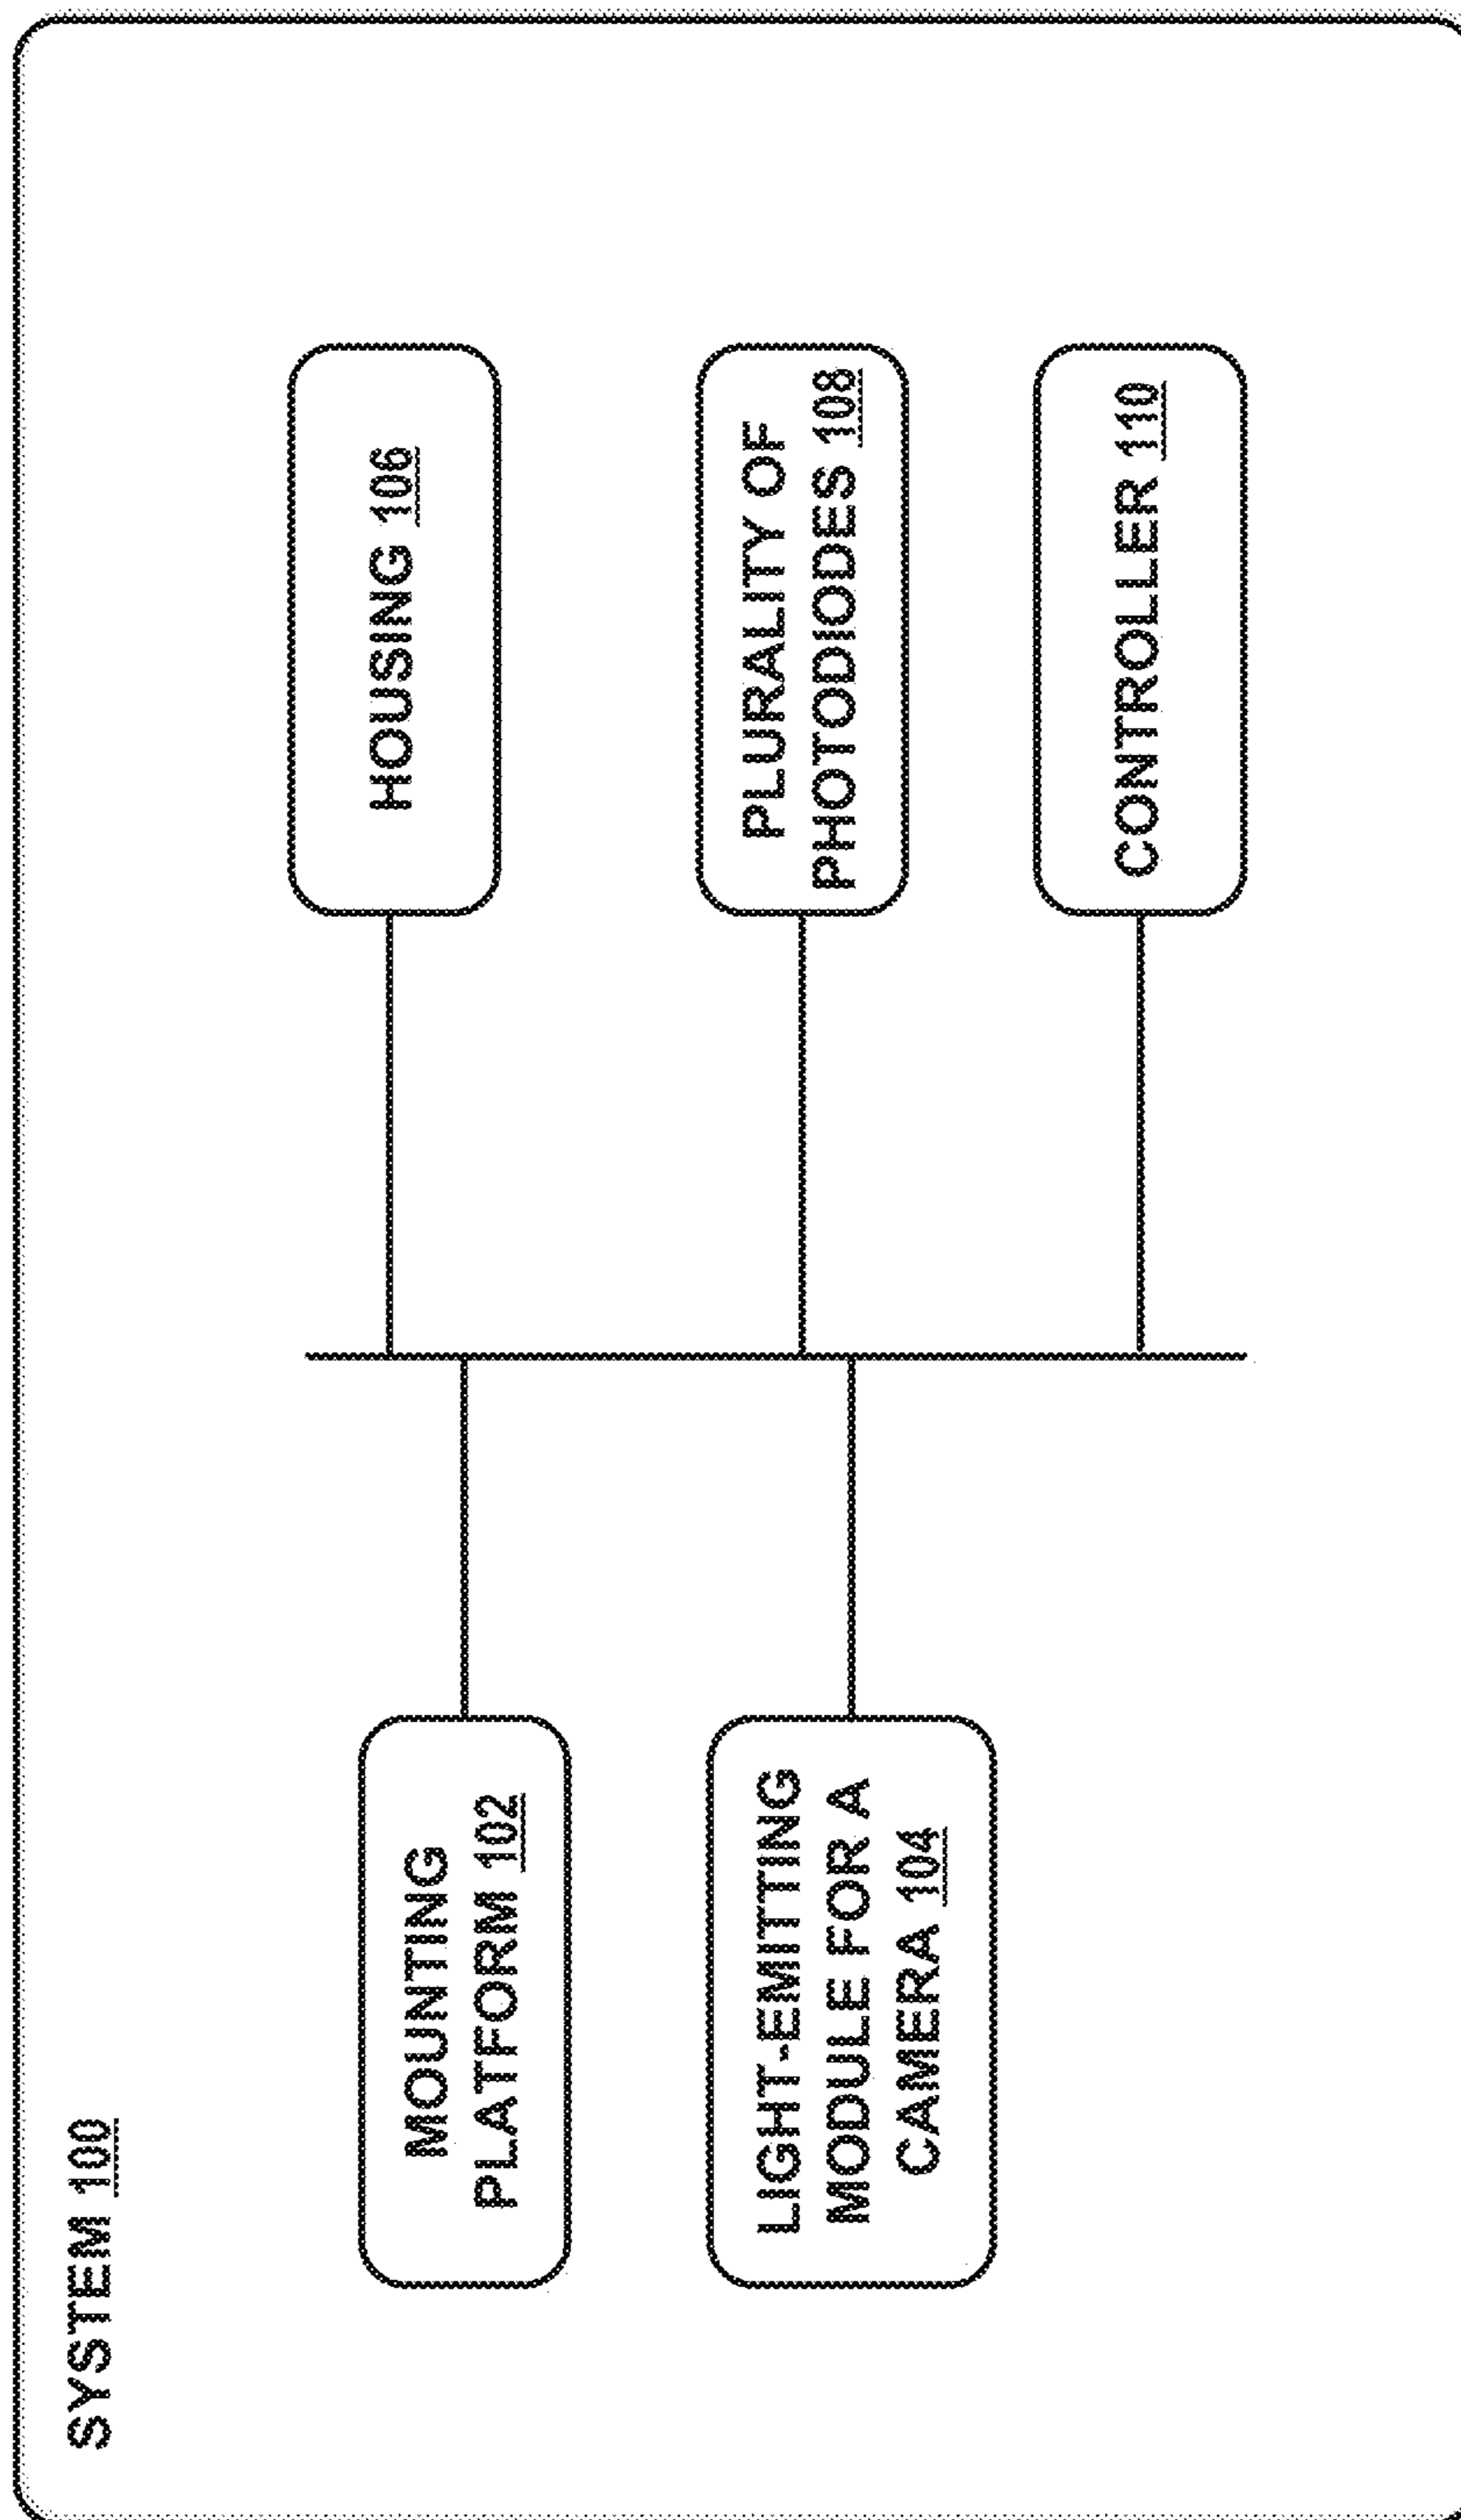 SYSTEM 100
MOUNTING
PLATFORM 102
LIGHT-EMITTING
MODULE FOR A
CAMERA 104
HOUSING 106
PLURALITY OF
PHOTODIODES 108
CONTROLLER 110